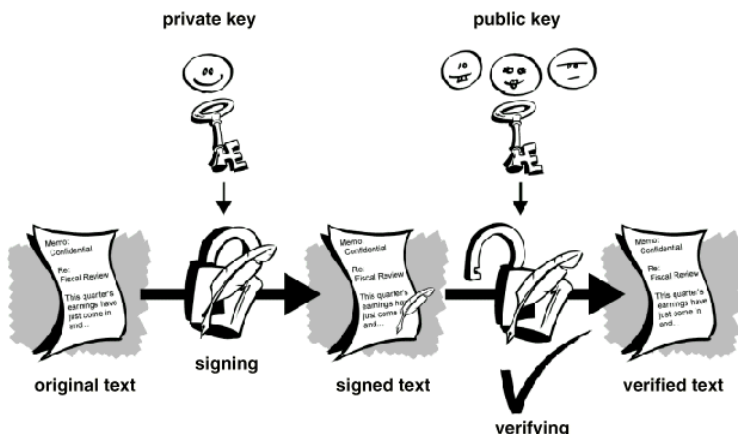 private key
public key
Memo:
Confidential
Re:
Fiscal Review
This quarter's
earnings have
just come in
and...
Memo
Confidential
Re:
Fiscal Review
This quarter's
earnings
just come
and...
Memo:
Confidential
Re:
Fiscal Review
This quarter's
earnings have
just come in
and...
signing
original text
signed text
verified text
verifying